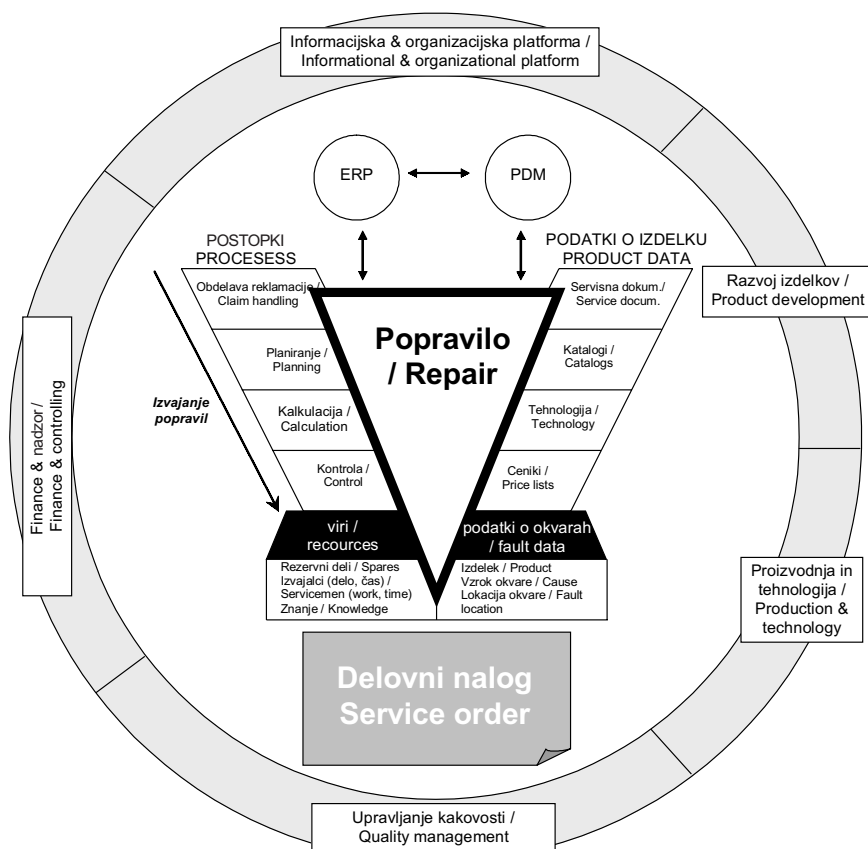 Informacijska & organizacijska platforma /
Informational & organizational platform
ERP
PDM
POSTOPKI
PROCESESS
PODATKI O IZDELKU
PRODUCT DATA
Obdelava reklamacije /
Claim handling
Planiranje /
Planning
Kalkulacija /
Calculation
Kontrola /
Control
Izvajanje
popravil
Popravilo
/ Repair
Servisna dokum./
Service docum.
Katalogi /
Catalogs
Tehnologija /
Technology
Ceniki /
Price lists
Razvoj izdelkov /
Product development
Finance & nadzor /
Finance & controlling
viri /
recources
podatki o okvarah
/ fault data
Rezervni deli / Spares
Izvajalci (delo, čas) /
Servicemen (work, time)
Znanje / Knowledge
Izdelek / Product
Vzrok okvare / Cause
Lokacija okvare / Fault
location
Proizvodnja in
tehnologija /
Production &
technology
Delovni nalog
Service order
Upravljanje kakovosti /
Quality management